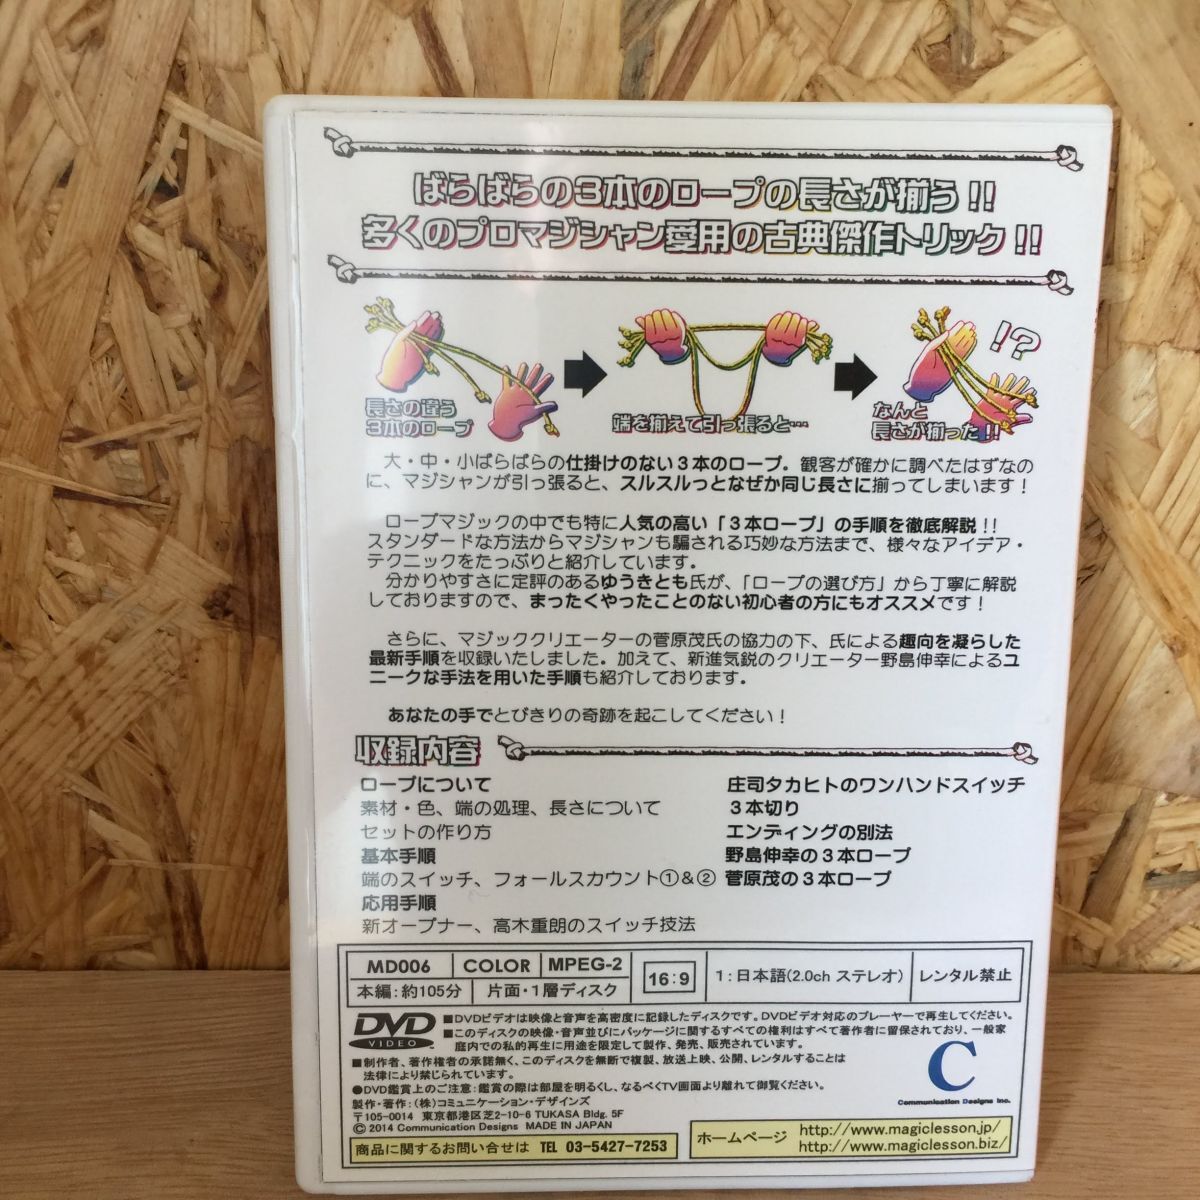 ばらばらの3本のロープの長さが揃う!!
多くのプロマジシャン愛用の古典傑作トリック!!
!?
長さの違う
3本のロープ
端を揃えて引っ張ると…
なんと
長さが揃った!!
大・中・小ばらばらの仕掛けのない3本のロープ。観客が確かに調べたはずなの
に、マジシャンが引っ張ると、スルスルっとなぜか同じ長さに揃ってしまいます!
ロープマジックの中でも特に人気の高い「3本ロープ」の手順を徹底解説!!
スタンダードな方法からマジシャンも騙される巧妙な方法まで、様々なアイデア・
テクニックをたっぷりと紹介しています。
分かりやすさに定評のあるゆうきとも氏が、「ロープの選び方」から丁寧に解説
しておりますので、まったくやったことのない初心者の方にもオススメです!
さらに、マジッククリエーターの菅原茂氏の協力の下、氏による趣向を凝らした
最新手順を収録いたしました。加えて、新進気鋭のクリエーター野島伸幸によるユ
ニークな手法を用いた手順も紹介しております。
あなたの手でとびきりの奇跡を起こしてください!
収録内容
ロープについて
素材・色、端の処理、長さについて
セットの作り方
基本手順
端のスイッチ、フォールスカウント①&②
応用手順
新オープナー、高木重朗のスイッチ技法
庄司タカヒトのワンハンドスイッチ
3本切り
エンディングの別法
野島伸幸の3本ロープ
菅原茂の3本ロープ
MD006 COLOR MPEG-2 16:9 1:日本語(2.0ch ステレオ) レンタル禁止
本編:約105分 片面・1層ディスク
DVD
VIDEO
■DVDビデオは映像と音声を高密度に記録したディスクです。DVDビデオ対応のプレーヤーで再生してください。
■このディスクの映像・音声並びにパッケージに関するすべての権利はすべて著作者に留保されており、一般家
庭内での私的再生に用途を限定して製作、発売、販売されています。
■制作者、著作権者の承諾無く、このディスクを無断で複製、放送上映、公開、レンタルすることは
法律により禁じられています。
●DVD鑑賞上のご注意:鑑賞の際は部屋を明るくし、なるべくTV画面より離れて御覧ください。
製作・著作:(株)コミュニケーション・デザインズ
〒105-0014 東京都港区芝2-10-6 TUKASA Bldg. 5F
© 2014 Communication Designs MADE IN JAPAN
C
Communication Designs Inc.
商品に関するお問い合せは TEL 03-5427-7253
ホームページ http://www.magiclesson.jp/
http://www.magiclesson.biz/